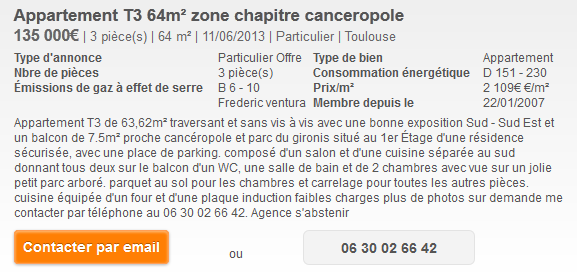 Appartement T3 64m² zone chapitre canceropole
135 000€ | 3 pièce(s) | 64 m² | 11/06/2013 | Particulier | Toulouse
Type d'annonce Particulier Offre Type de bien Appartement
Nbre de pièces 3 pièce(s) Consommation énergétique D 151 - 230
Émissions de gaz à effet de serre B 6 - 10 Prix/m² 2 109€ €/m²
Frederic ventura Membre depuis le 22/01/2007
Appartement T3 de 63,62m² traversant et sans vis à vis avec une bonne exposition Sud - Sud Est et
un balcon de 7.5m² proche cancéropole et parc du gironis situé au 1er Étage d'une résidence
sécurisée, avec une place de parking. composé d'un salon et d'une cuisine séparée au sud
donnant tous deux sur le balcon d'un WC, une salle de bain et de 2 chambres avec vue sur un jolie
petit parc arboré. parquet au sol pour les chambres et carrelage pour toutes les autres pièces.
cuisine équipée d'un four et d'une plaque induction faibles charges plus de photos sur demande me
contacter par téléphone au 06 30 02 66 42. Agence s'abstenir
Contacter par email ou 06 30 02 66 42